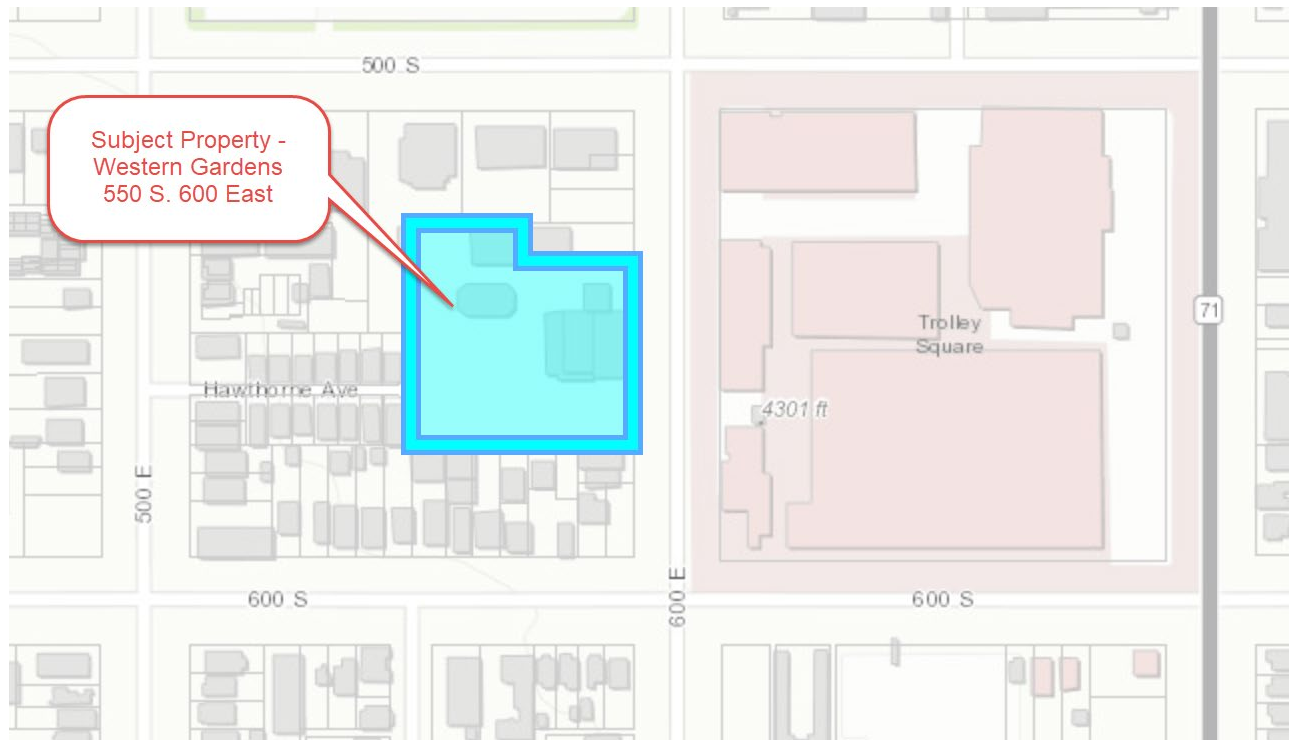 500 S
Subject Property -
Western Gardens
550 S. 600 East
71
Trolley
Square
Hawthorne Ave
4301 ft
500 E
600 E
600 S
600 S